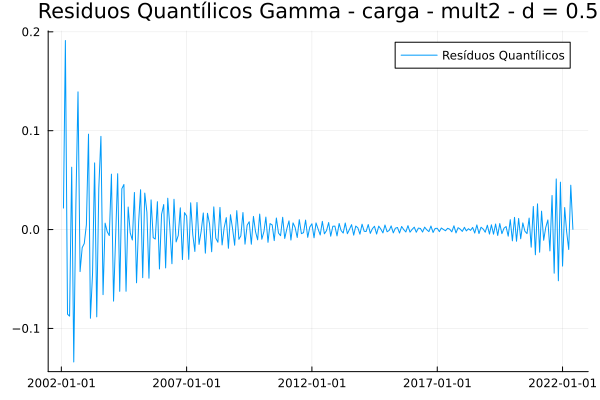 Residuos Quantílicos Gamma - carga - mult2 - d = 0.5
Resíduos Quantílicos
0.2
0.1
0.0
−0.1
2002-01-01 2007-01-01 2012-01-01 2017-01-01 2022-01-01